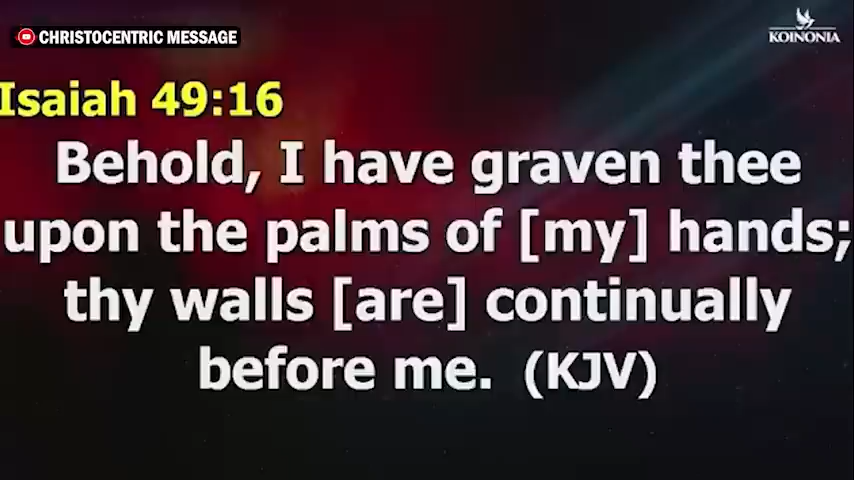 CHRISTOCENTRIC MESSAGE
KOINONIA
Isaiah 49:16
Behold, I have graven thee
upon the palms of [my] hands;
thy walls [are] continually
before me. (KJV)